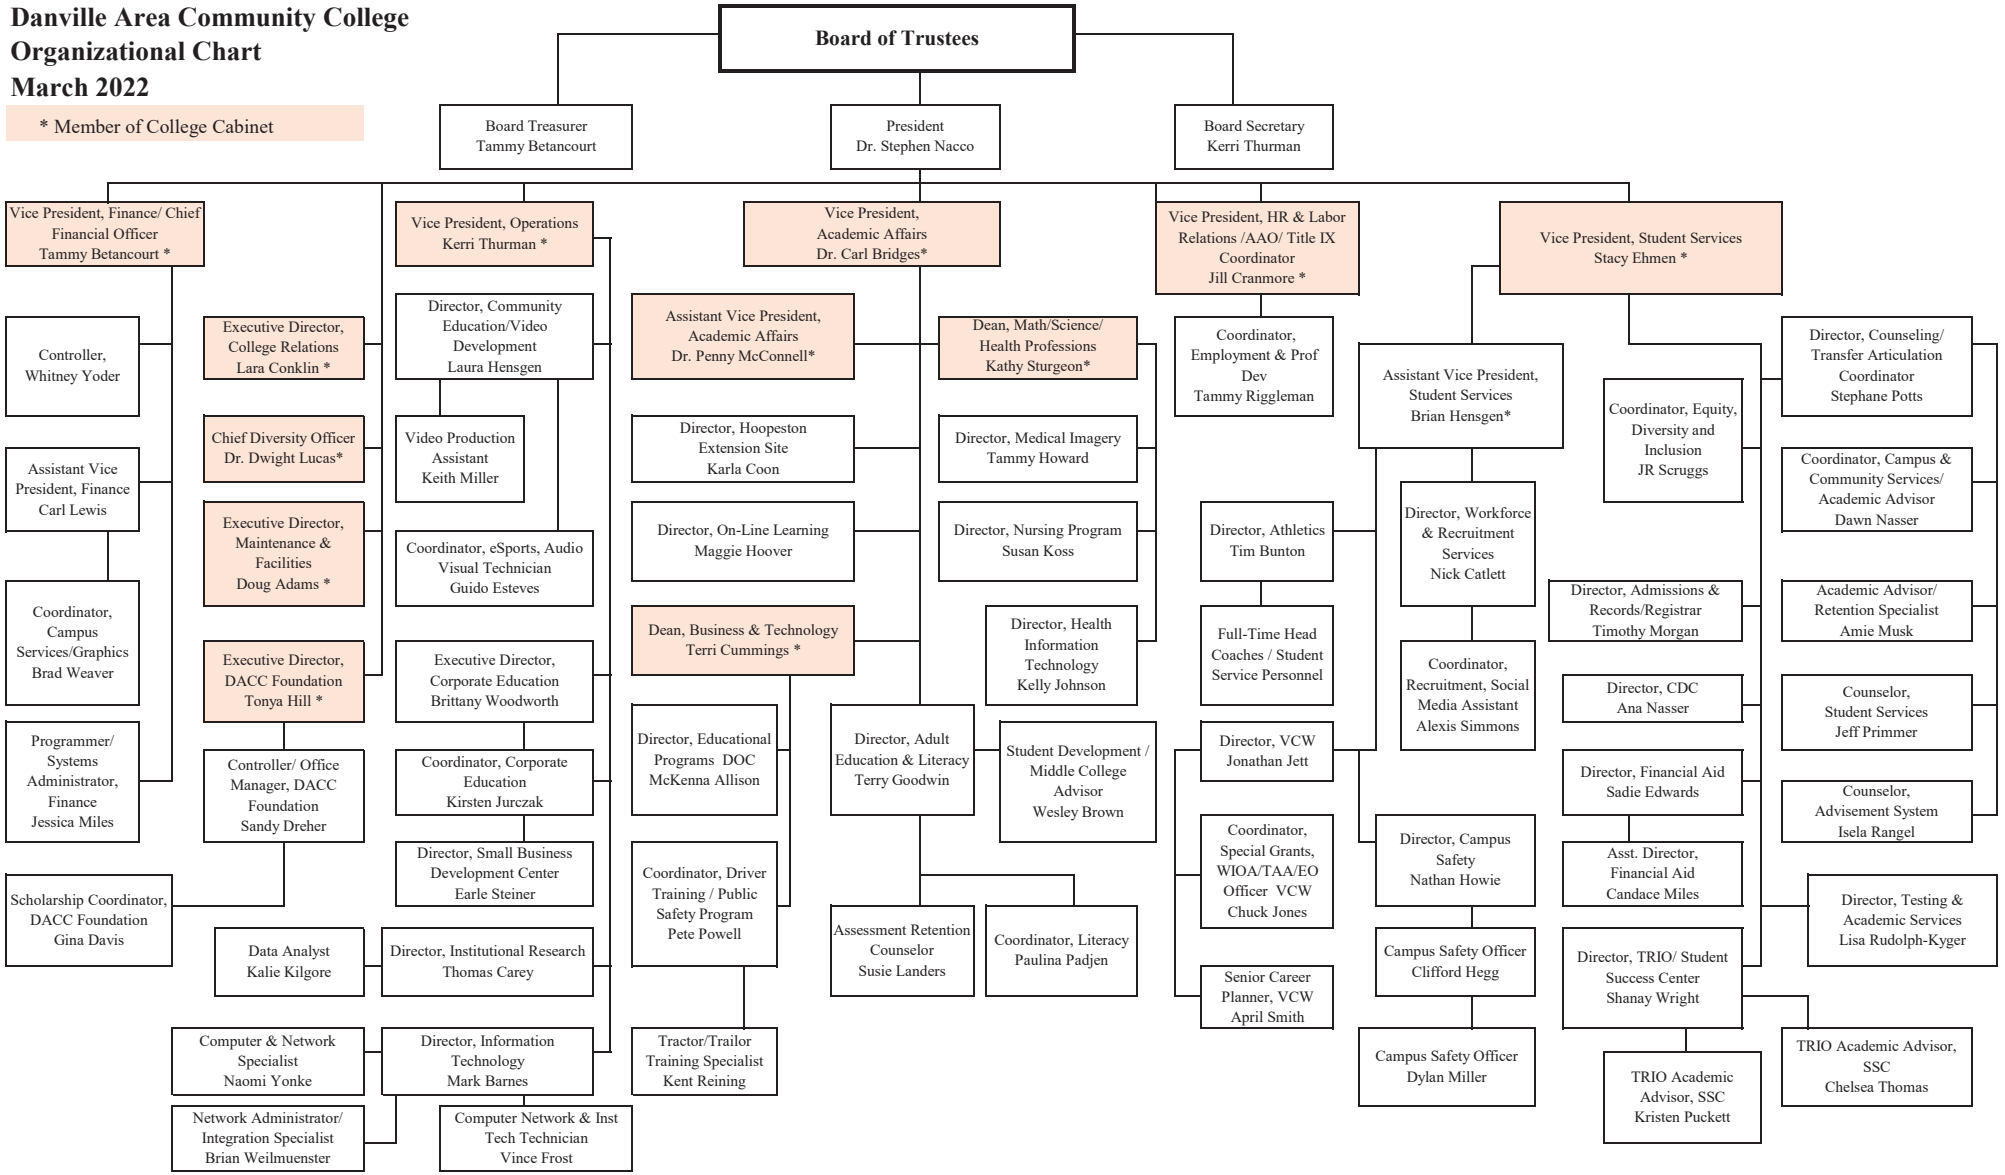 Danville Area Community College
Organizational Chart
March 2022
* Member of College Cabinet
Board of Trustees
Board Treasurer
Tammy Betancourt
President
Dr. Stephen Nacco
Board Secretary
Kerri Thurman
Vice President, Finance/ Chief
Financial Officer
Tammy Betancourt *
Vice President, Operations
Kerri Thurman *
Vice President,
Academic Affairs
Dr. Carl Bridges*
Vice President, HR & Labor
Relations /AAO/ Title IX
Coordinator
Jill Cranmore *
Vice President, Student Services
Stacy Ehmen *
Controller,
Whitney Yoder
Assistant Vice
President, Finance
Carl Lewis
Coordinator,
Campus
Services/Graphics
Brad Weaver
Programmer/
Systems
Administrator,
Finance
Jessica Miles
Executive Director,
College Relations
Lara Conklin *
Chief Diversity Officer
Dr. Dwight Lucas*
Executive Director,
Maintenance &
Facilities
Doug Adams *
Executive Director,
DACC Foundation
Tonya Hill *
Controller/ Office
Manager, DACC
Foundation
Sandy Dreher
Scholarship Coordinator,
DACC Foundation
Gina Davis
Director, Community
Education/Video
Development
Laura Hensgen
Video Production
Assistant
Keith Miller
Coordinator, eSports, Audio
Visual Technician
Guido Esteves
Executive Director,
Corporate Education
Brittany Woodworth
Coordinator, Corporate
Education
Kirsten Jurczak
Director, Small Business
Development Center
Earle Steiner
Data Analyst
Kalie Kilgore
Director, Institutional Research
Thomas Carey
Computer & Network
Specialist
Naomi Yonke
Director, Information
Technology
Mark Barnes
Network Administrator/
Integration Specialist
Brian Weilmuenster
Computer Network & Inst
Tech Technician
Vince Frost
Assistant Vice President,
Academic Affairs
Dr. Penny McConnell*
Dean, Math/Science/
Health Professions
Kathy Sturgeon*
Director, Hoopeston
Extension Site
Karla Coon
Director, Medical Imagery
Tammy Howard
Director, On-Line Learning
Maggie Hoover
Director, Nursing Program
Susan Koss
Dean, Business & Technology
Terri Cummings *
Director, Health
Information
Technology
Kelly Johnson
Director, Educational
Programs  DOC
McKenna Allison
Director, Adult
Education & Literacy
Terry Goodwin
Student Development /
Middle College
Advisor
Wesley Brown
Coordinator, Driver
Training / Public
Safety Program
Pete Powell
Assessment Retention
Counselor
Susie Landers
Coordinator, Literacy
Paulina Padjen
Tractor/Trailor
Training Specialist
Kent Reining
Coordinator,
Employment & Prof
Dev
Tammy Riggleman
Assistant Vice President,
Student Services
Brian Hensgen*
Director, Athletics
Tim Bunton
Full-Time Head
Coaches / Student
Service Personnel
Director, Workforce
& Recruitment
Services
Nick Catlett
Coordinator,
Recruitment, Social
Media Assistant
Alexis Simmons
Director, VCW
Jonathan Jett
Coordinator,
Special Grants,
WIOA/TAA/EO
Officer  VCW
Chuck Jones
Senior Career
Planner, VCW
April Smith
Director, Campus
Safety
Nathan Howie
Campus Safety Officer
Clifford Hegg
Campus Safety Officer
Dylan Miller
Coordinator, Equity,
Diversity and
Inclusion
JR Scruggs
Director, Admissions &
Records/Registrar
Timothy Morgan
Director, CDC
Ana Nasser
Director, Financial Aid
Sadie Edwards
Asst. Director,
Financial Aid
Candace Miles
Director, TRIO/ Student
Success Center
Shanay Wright
TRIO Academic
Advisor, SSC
Kristen Puckett
TRIO Academic Advisor,
SSC
Chelsea Thomas
Director, Counseling/
Transfer Articulation
Coordinator
Stephane Potts
Coordinator, Campus &
Community Services/
Academic Advisor
Dawn Nasser
Academic Advisor/
Retention Specialist
Amie Musk
Counselor,
Student Services
Jeff Primmer
Counselor,
Advisement System
Isela Rangel
Director, Testing &
Academic Services
Lisa Rudolph-Kyger